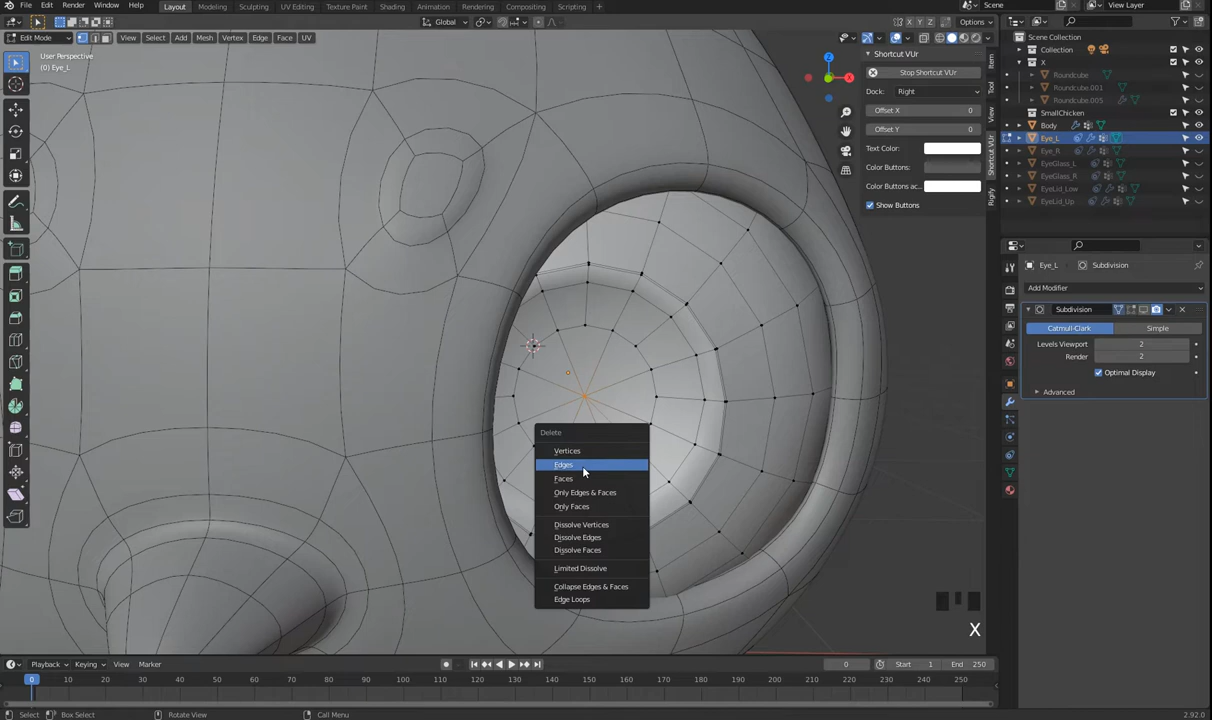 File Edit Render Window Help Layout Modeling Sculpting UV Editing Texture Paint Shading Animation Rendering Compositing Scripting Scene View Layer
Global Options
Edit Mode View Select Add Mesh Vertex Edge Face UV
User Perspective
(0) Eye_L
Shortcut VUr
Stop Shortcut VUr
Dock: Right
Offset X 0
Offset Y 0
Text Color:
Color Buttons:
Color Buttons ac...
Show Buttons
Item
Tool
View
Shortcut VUr
Rigify
X
Z
Scene Collection
Collection
X
Roundcube
Roundcube.001
Roundcube.005
SmallChicken
Body
Eye_L
Eye_R
EyeGlass_L
EyeGlass_R
EyeLid_Low
EyeLid_Up
Eye_L Subdivision
Add Modifier
Subdivision
Catmull-Clark Simple
Levels Viewport 2
Render 2
Optimal Display
Advanced
Delete
Vertices
Edges
Faces
Only Edges & Faces
Only Faces
Dissolve Vertices
Dissolve Edges
Dissolve Faces
Limited Dissolve
Collapse Edges & Faces
Edge Loops
X
Playback Keying View Marker 0 Start 1 End 250
0 10 20 30 40 50 60 70 80 90 100 110 120 130 140 150 160 170 180 190 200 210 220 230 240 250
Select Box Select Rotate View Call Menu 2.92.0